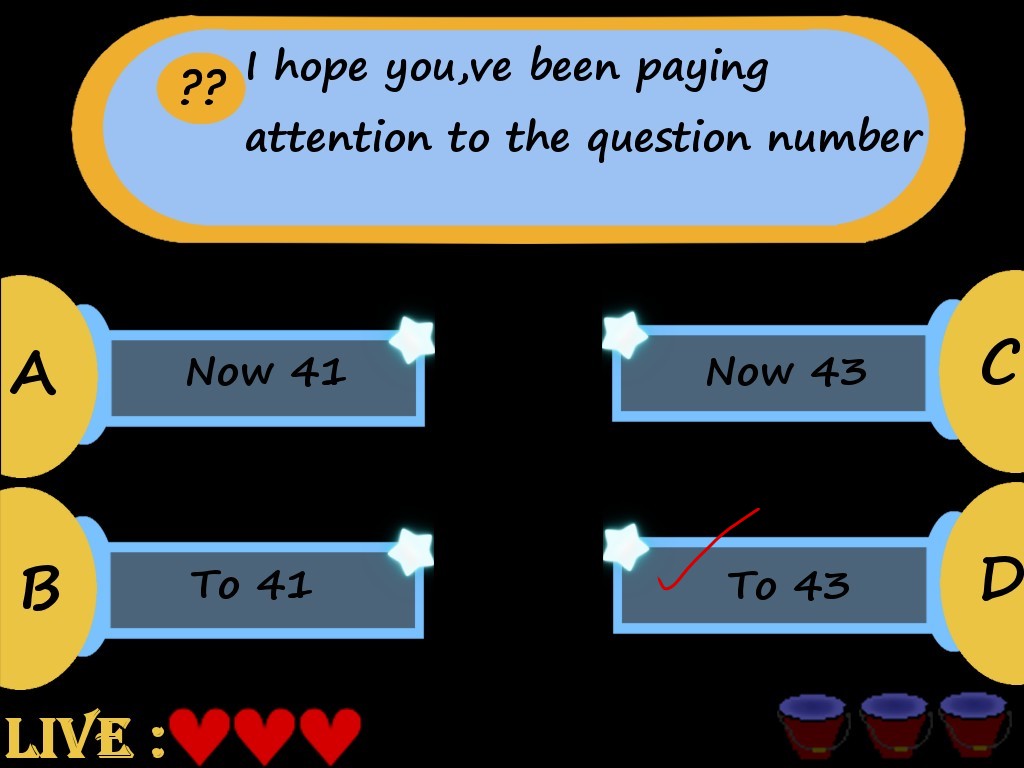 ??
I hope you,ve been paying
attention to the question number
A
Now 41
C
Now 43
B
To 41
D
To 43
LIVE :